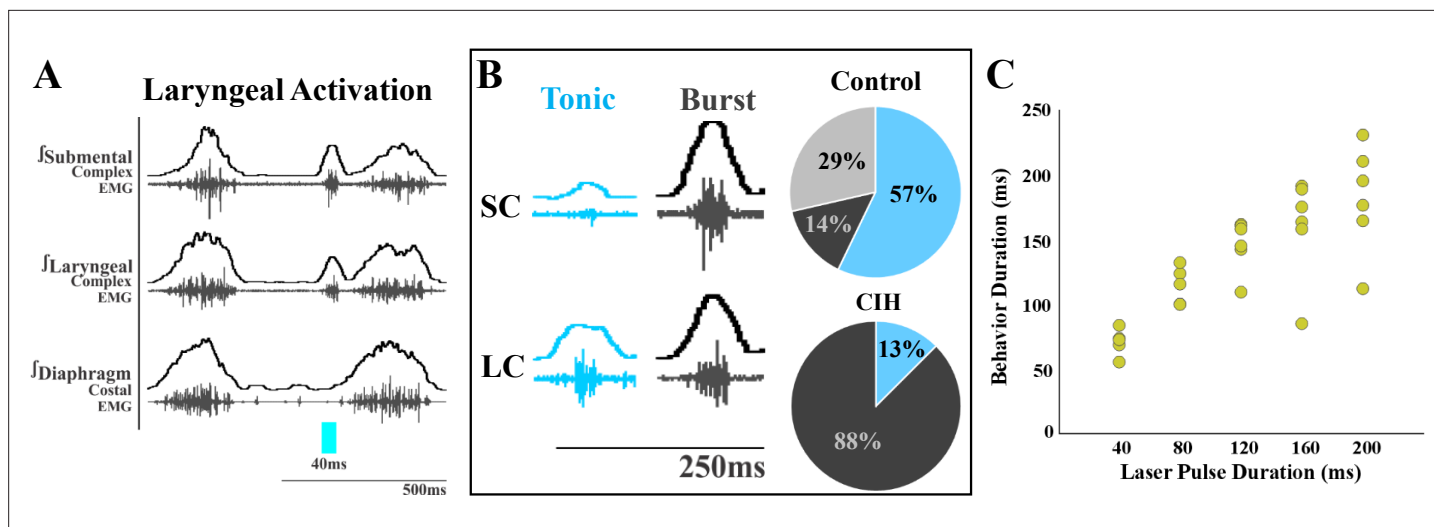 A
Laryngeal Activation
∫Submental
Complex
EMG
∫Laryngeal
Complex
EMG
∫Diaphragm
Costal
EMG
40ms
500ms
B
Tonic
Burst
SC
LC
250ms
Control
29%
57%
14%
CIH
13%
88%
C
Behavior Duration (ms)
250
200
150
100
50
0
40 80 120 160 200
Laser Pulse Duration (ms)